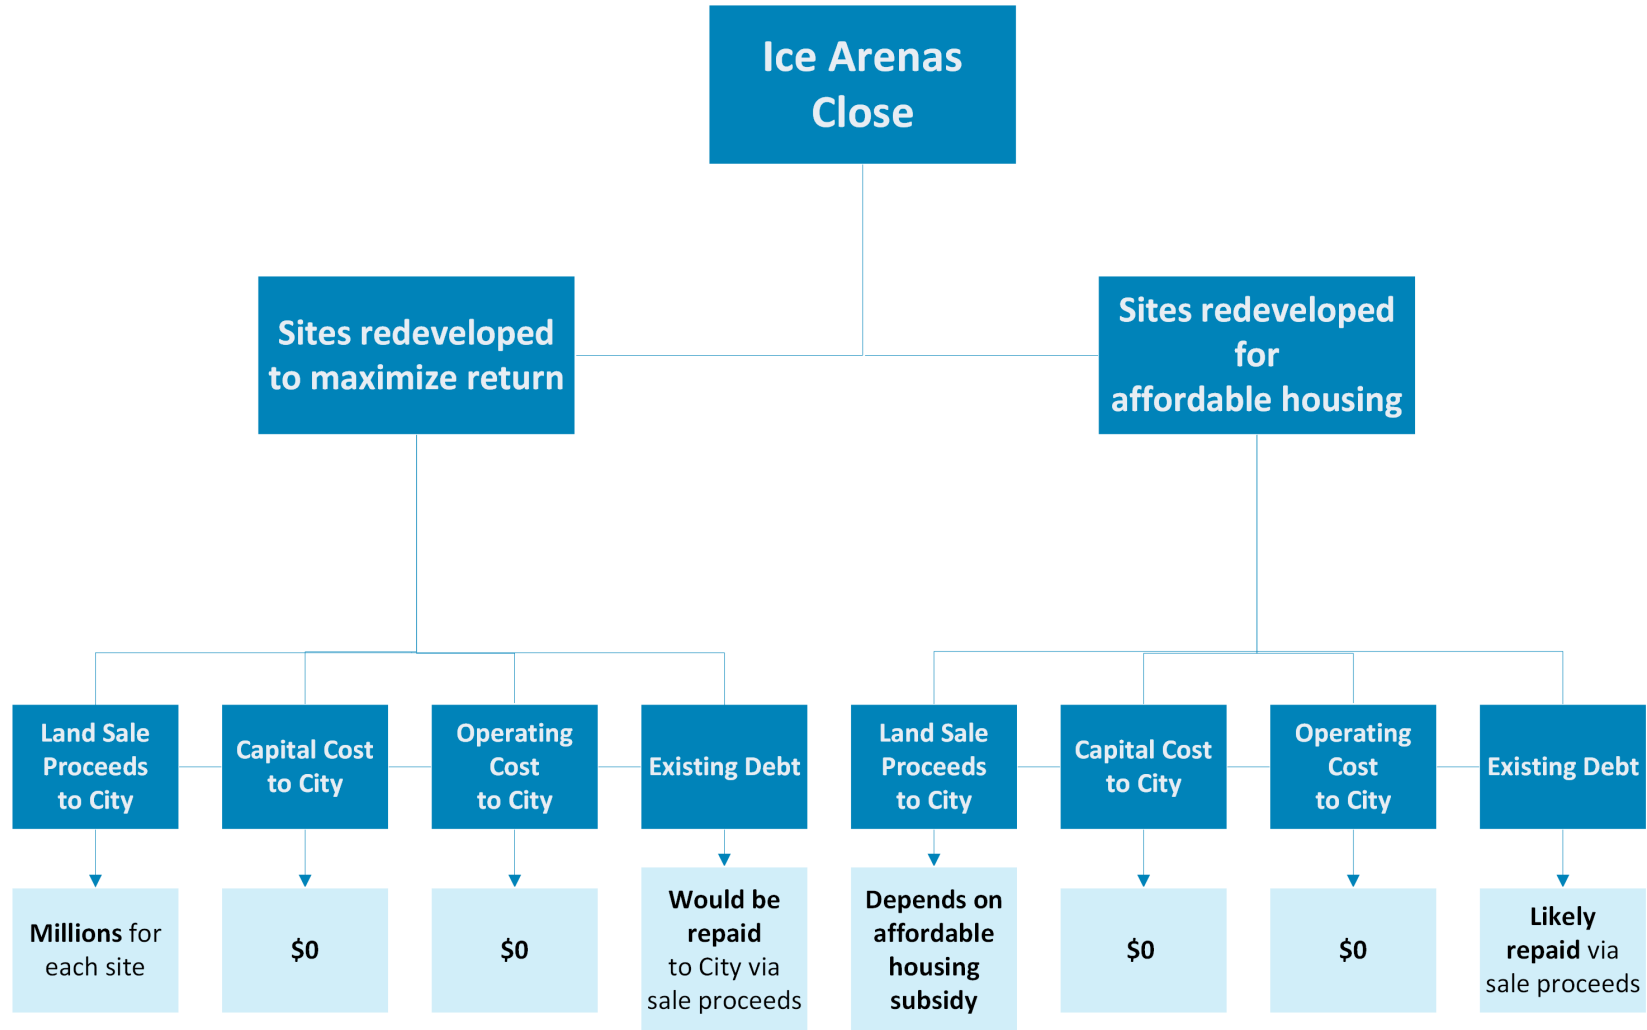 Ice Arenas
Close
Sites redeveloped
to maximize return
Sites redeveloped
for
affordable housing
Land Sale
Proceeds
to City
Capital Cost
to City
Operating
Cost
to City
Existing Debt
Land Sale
Proceeds
to City
Capital Cost
to City
Operating
Cost
to City
Existing Debt
Millions for
each site
$0
$0
Would be
repaid
to City via
sale proceeds
Depends on
affordable
housing
subsidy
$0
$0
Likely
repaid via
sale proceeds